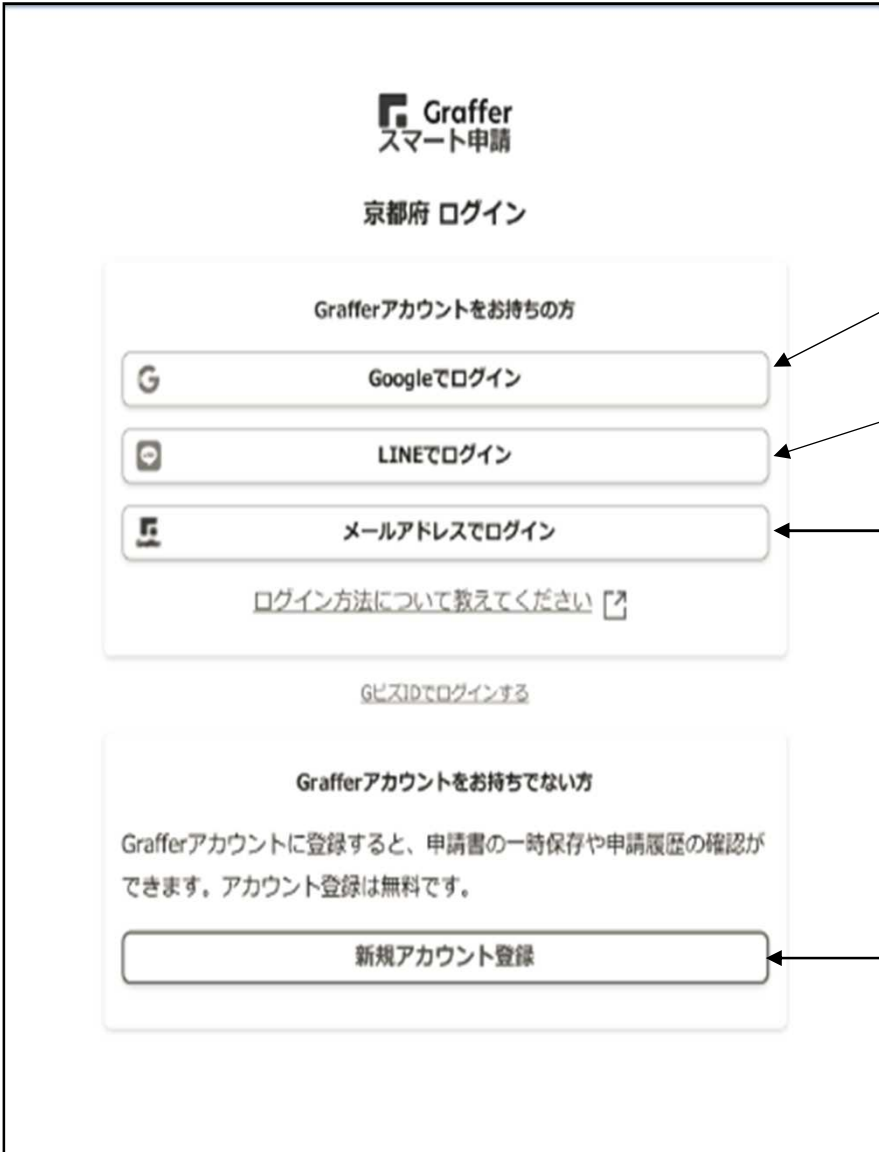 Graffer
スマート申請
京都府 ログイン
Grafferアカウントをお持ちの方
Googleでログイン
LINEでログイン
メールアドレスでログイン
ログイン方法について教えてください
GビズIDでログインする
Grafferアカウントをお持ちでない方
Grafferアカウントに登録すると、申請書の一時保存や申請履歴の確認が
できます。アカウント登録は無料です。
新規アカウント登録